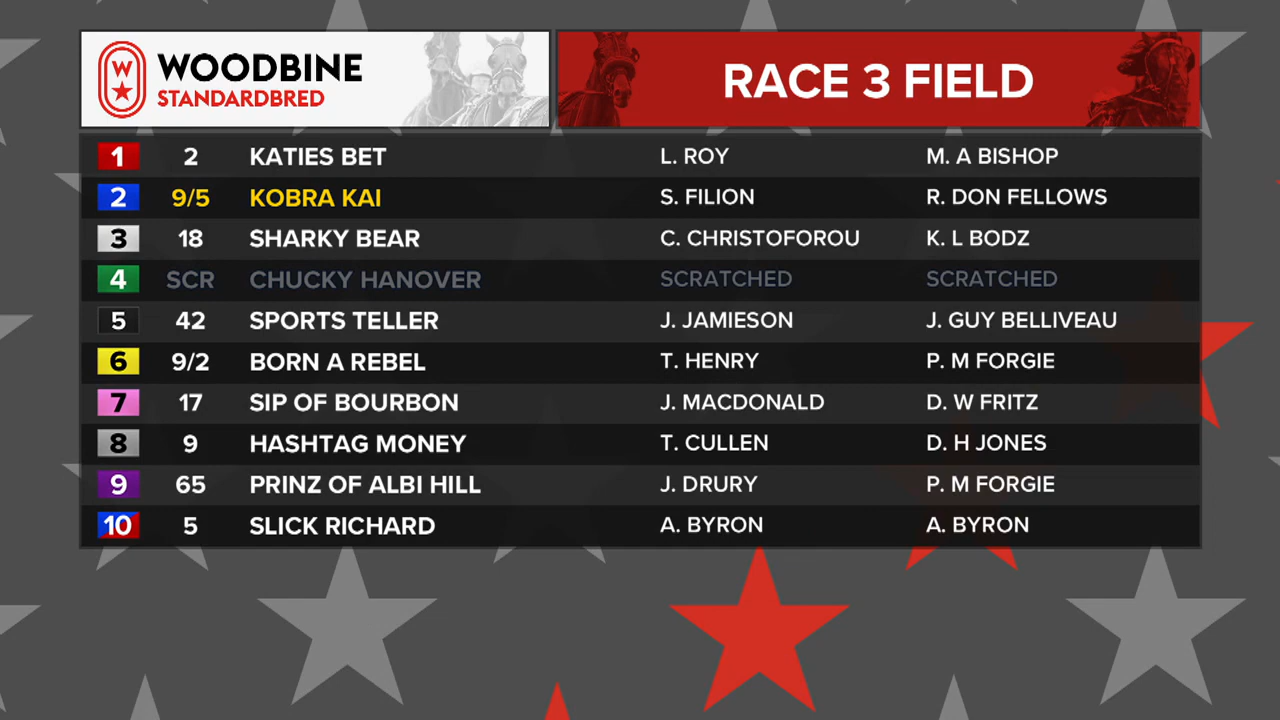 W
WOODBINE
STANDARDBRED
RACE 3 FIELD
1 2 KATIES BET L. ROY M. A BISHOP
2 9/5 KOBRA KAI S. FILION R. DON FELLOWS
3 18 SHARKY BEAR C. CHRISTOFOROU K. L BODZ
4 SCR CHUCKY HANOVER SCRATCHED SCRATCHED
5 42 SPORTS TELLER J. JAMIESON J. GUY BELLIVEAU
6 9/2 BORN A REBEL T. HENRY P. M FORGIE
7 17 SIP OF BOURBON J. MACDONALD D. W FRITZ
8 9 HASHTAG MONEY T. CULLEN D. H JONES
9 65 PRINZ OF ALBI HILL J. DRURY P. M FORGIE
10 5 SLICK RICHARD A. BYRON A. BYRON